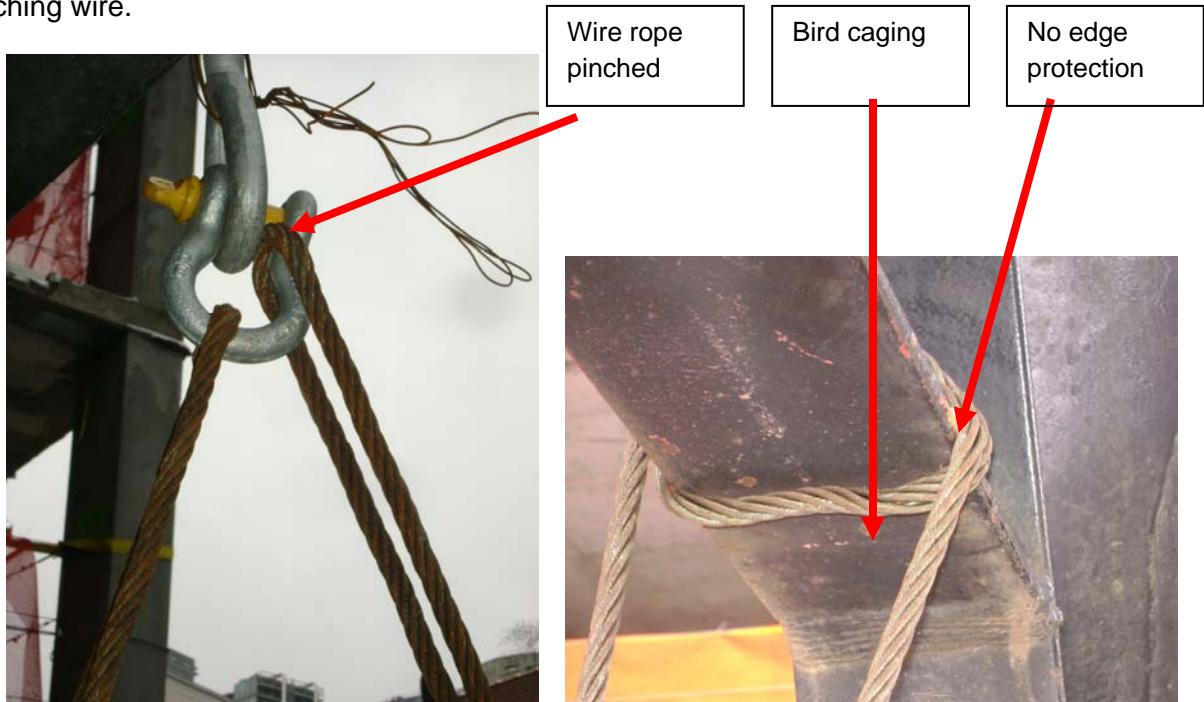 ching wire.
Wire rope
pinched
Bird caging
No edge
protection